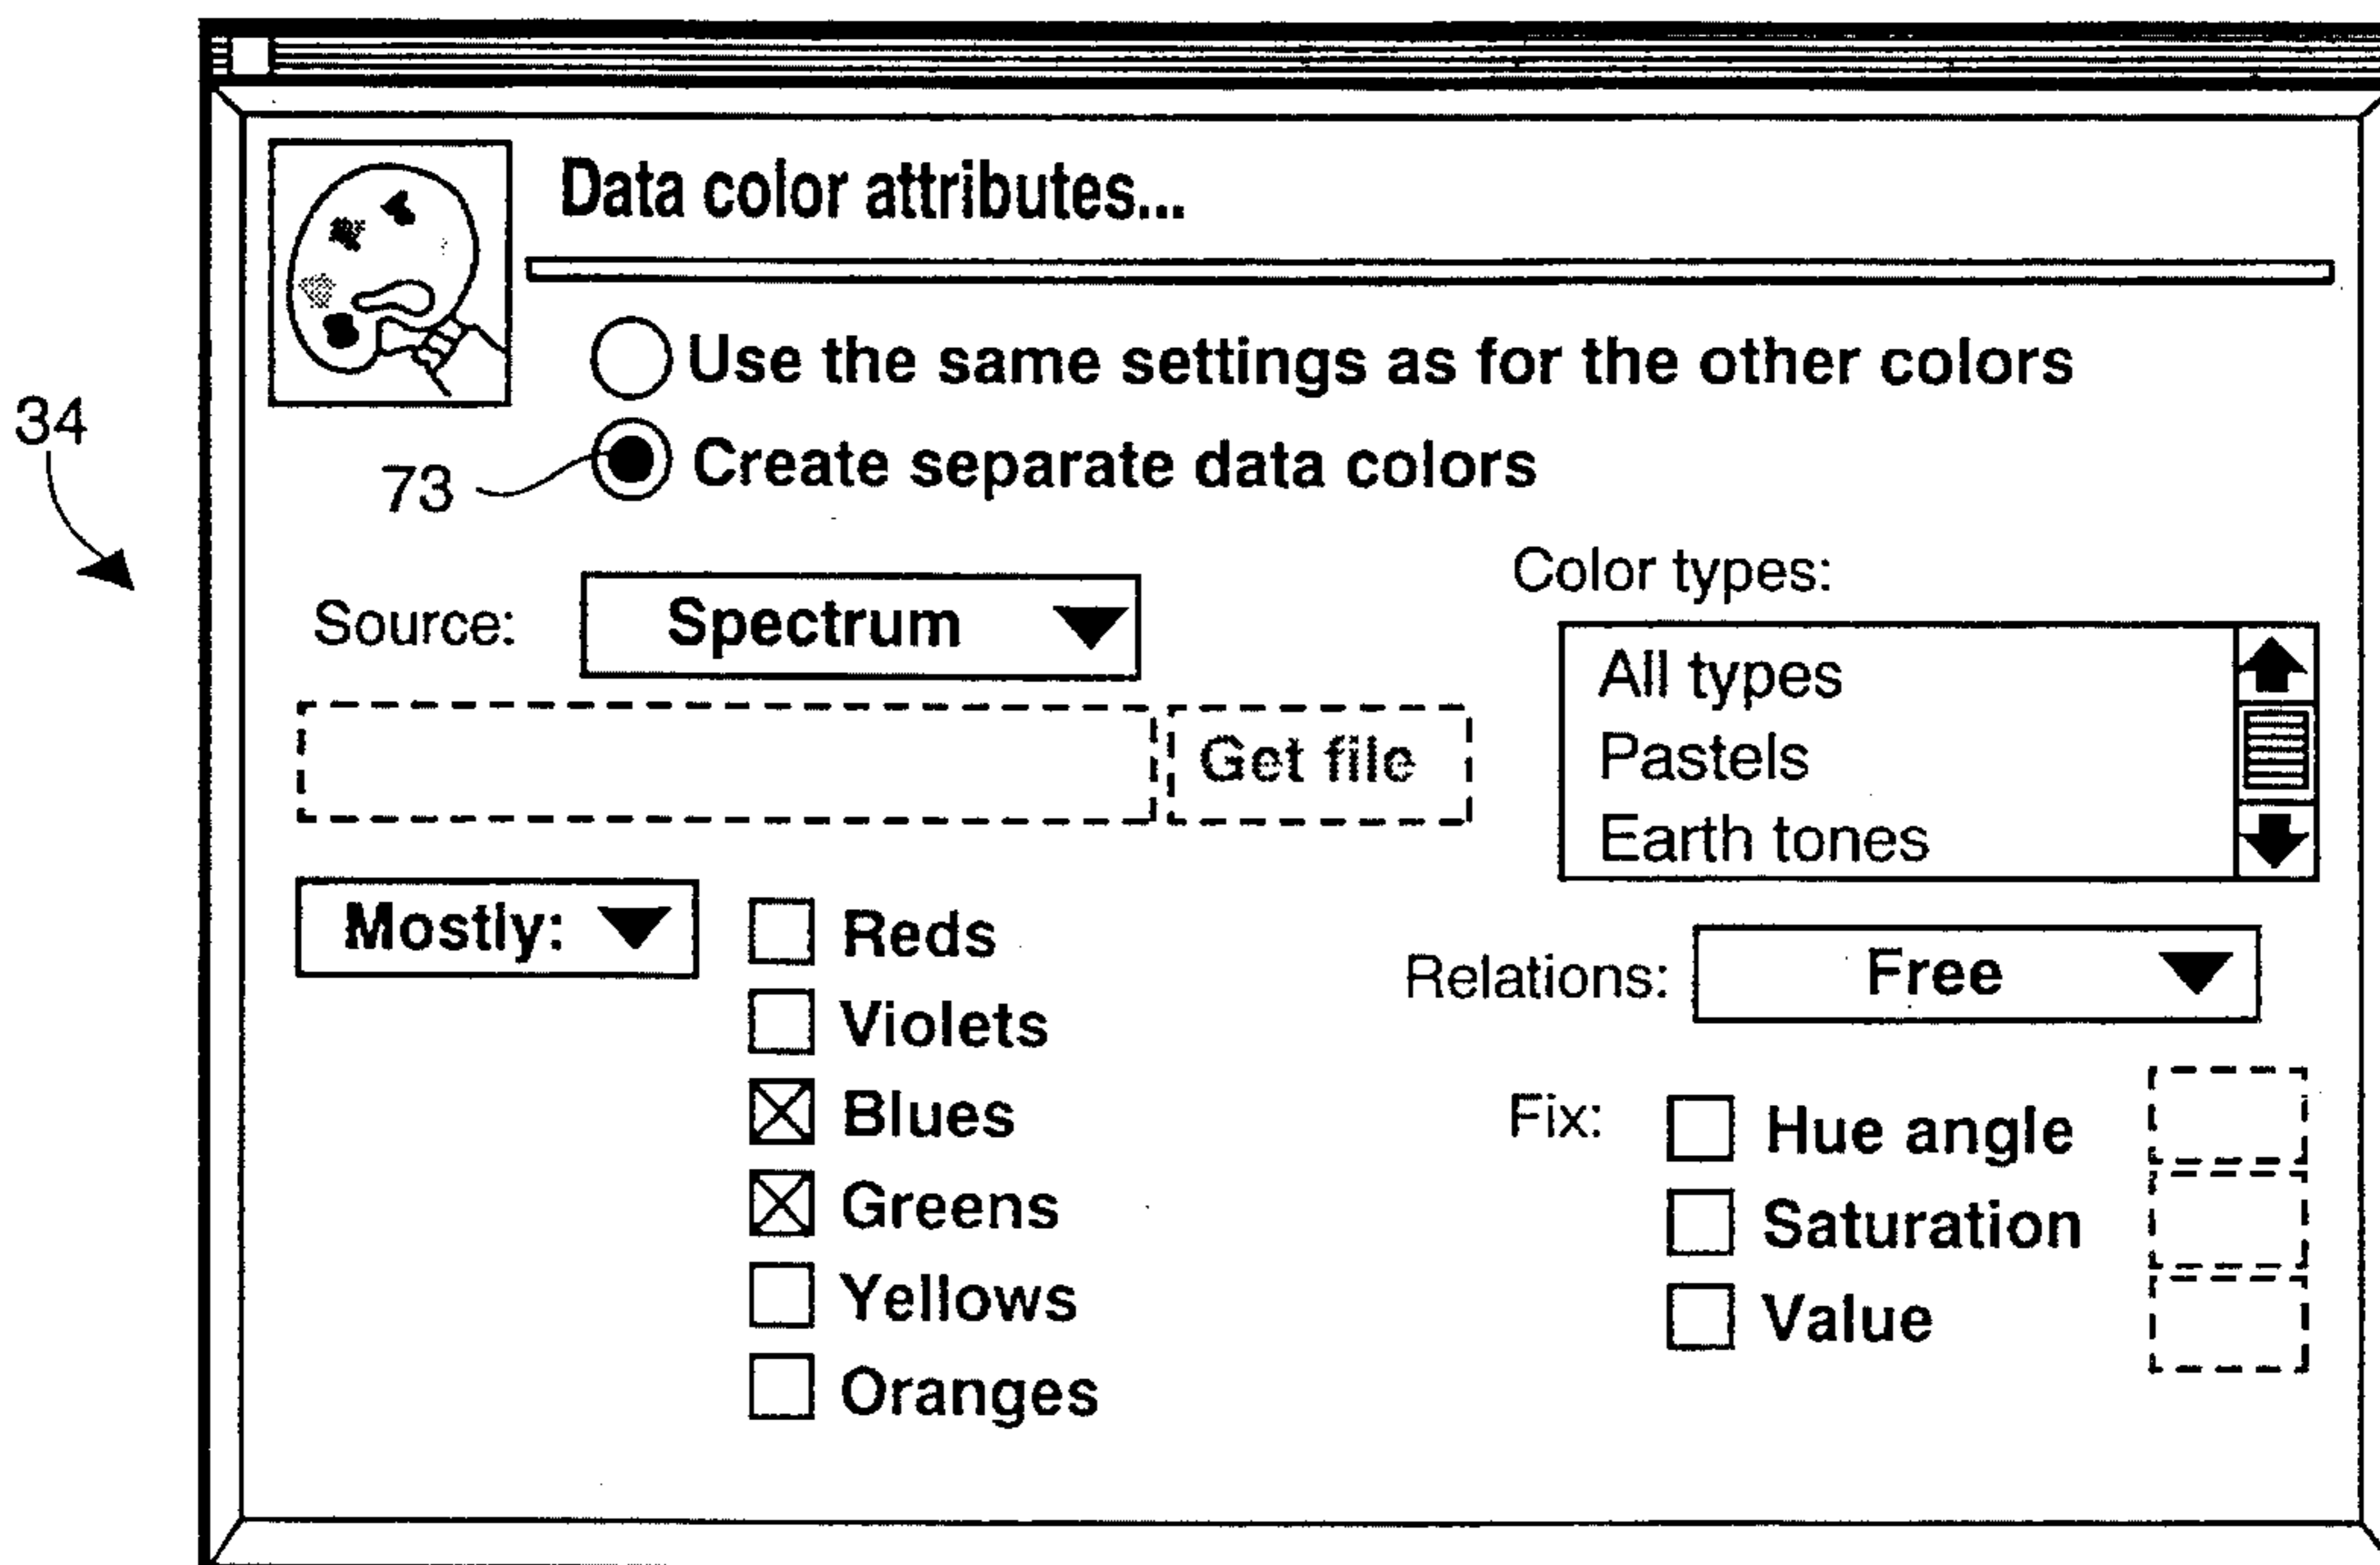 Data color attributes...
Use the same settings as for the other colors
34
73 Create separate data colors
Color types:
Source: Spectrum
All types
Get file Pastels
Earth tones
Mostly: Reds
Relations: Free
Violets
Blues
Fix: Hue angle
Greens
Saturation
Yellows
Value
Oranges